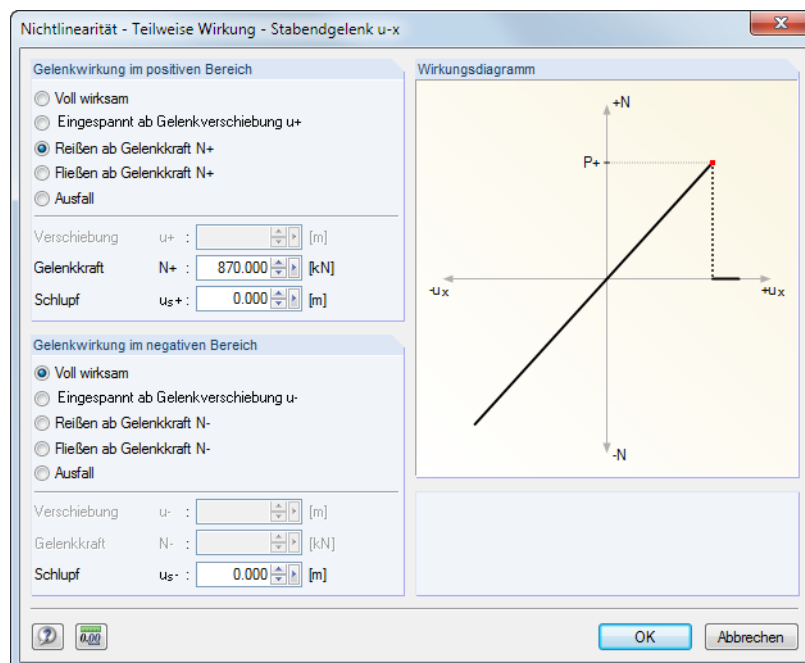 Nichtlinearität - Teilweise Wirkung - Stabendgelenk u-x
Gelenkwirkung im positiven Bereich
Voll wirksam
Eingespannt ab Gelenkverschiebung u+
Reißen ab Gelenkkraft N+
Fließen ab Gelenkkraft N+
Ausfall
Verschiebung u+ : [m]
Gelenkkraft N+ : 870.000 [kN]
Schlupf us+ : 0.000 [m]
Gelenkwirkung im negativen Bereich
Voll wirksam
Eingespannt ab Gelenkverschiebung u-
Reißen ab Gelenkkraft N-
Fließen ab Gelenkkraft N-
Ausfall
Verschiebung u- : [m]
Gelenkkraft N- : [kN]
Schlupf us- : 0.000 [m]
Wirkungsdiagramm
+N
P+
-ux
+ux
-N
0.00
OK
Abbrechen